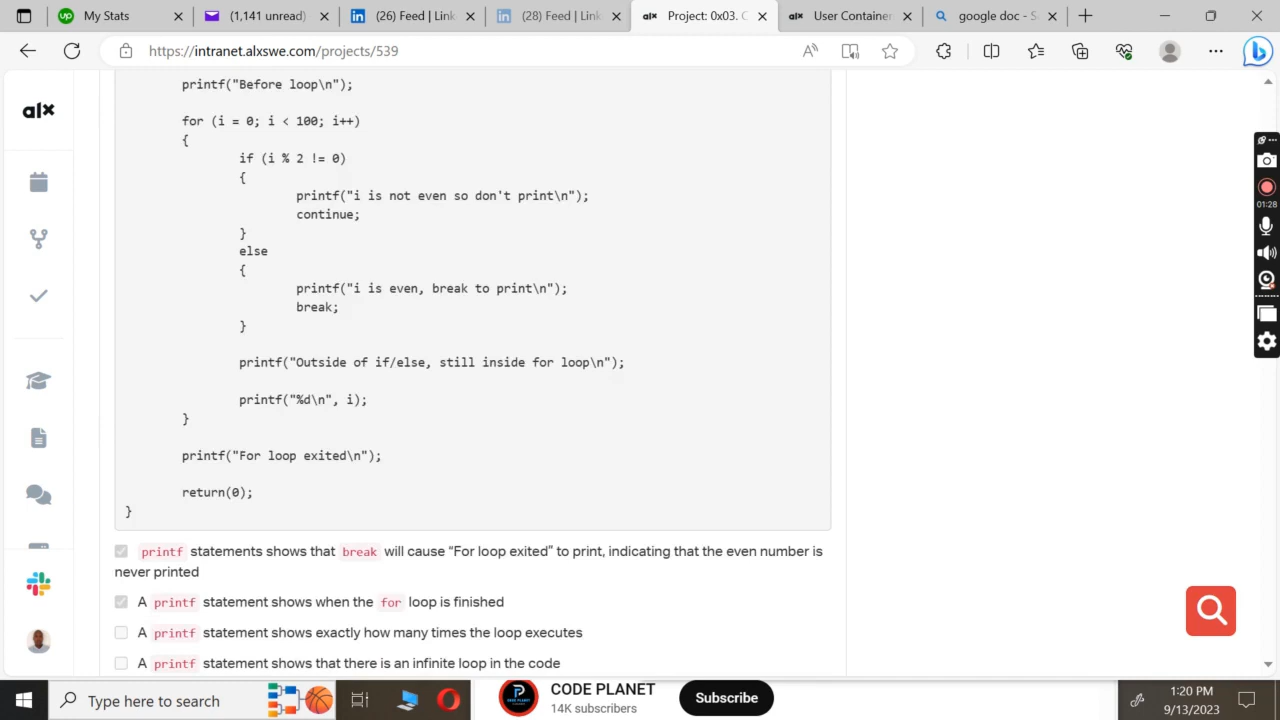 My Stats
(1,141 unread)
(26) Feed | Link
(28) Feed | Link
alx Project: 0x03. C
alx User Container
google doc - S
https://intranet.alxswe.com/projects/539
alx
printf("Before loop\n");
for (i = 0; i < 100; i++)
{
if (i % 2 != 0)
{
printf("i is not even so don't print\n");
continue;
}
else
{
printf("i is even, break to print\n");
break;
}
printf("Outside of if/else, still inside for loop\n");
printf("%d\n", i);
}
printf("For loop exited\n");
return(0);
}
printf statements shows that break will cause “For loop exited” to print, indicating that the even number is
never printed
A printf statement shows when the for loop is finished
A printf statement shows exactly how many times the loop executes
A printf statement shows that there is an infinite loop in the code
01:28
Type here to search
CODE PLANET
14K subscribers
Subscribe
1:20 PM
9/13/2023